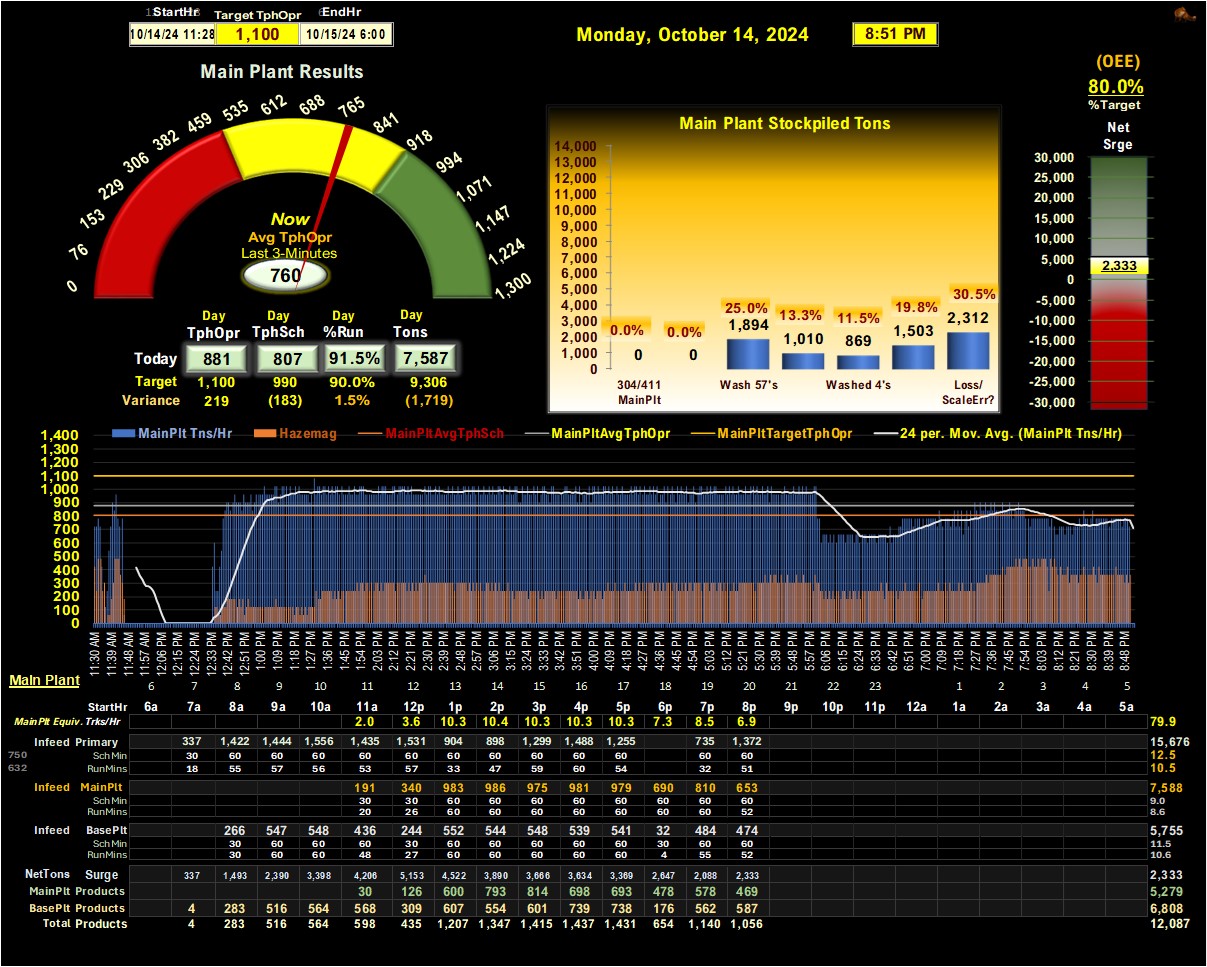 StartHr Target TphOpr EndHr
10/14/24 11:28 1,100 10/15/24 6:00
Monday, October 14, 2024 8:51 PM
(OEE)
80.0%
%Target
Net
Srge
30,000
25,000
20,000
15,000
10,000
5,000
2,333
0
-5,000
-10,000
-15,000
-20,000
-25,000
-30,000
Main Plant Results
0 76 153 229 306 382 459 535 612 688 765 841 918 994 1,071 1,147 1,224 1,300
Now
Avg TphOpr
Last 3-Minutes
760
Day Day Day Day
TphOpr TphSch %Run Tons
Today 881 807 91.5% 7,587
Target 1,100 990 90.0% 9,306
Variance 219 (183) 1.5% (1,719)
Main Plant Stockpiled Tons
14,000
13,000
12,000
11,000
10,000
9,000
8,000
7,000
6,000
5,000
4,000
3,000
2,000
1,000
0
0.0% 0.0% 25.0% 13.3% 11.5% 19.8% 30.5%
0 0 1,894 1,010 869 1,503 2,312
304/411 Wash 57's Washed 4's Loss/
MainPlt ScaleErr?
MainPlt Tns/Hr Hazemag MainPltAvgTphSch MainPltAvgTphOpr MainPltTargetTphOpr 24 per. Mov. Avg. (MainPlt Tns/Hr)
1,400
1,300
1,200
1,100
1,000
900
800
700
600
500
400
300
200
100
0
11:30 AM 11:39 AM 11:48 AM 11:57 AM 12:06 PM 12:15 PM 12:24 PM 12:33 PM 12:42 PM 12:51 PM 1:00 PM 1:09 PM 1:18 PM 1:27 PM 1:36 PM 1:45 PM 1:54 PM 2:03 PM 2:12 PM 2:21 PM 2:30 PM 2:39 PM 2:48 PM 2:57 PM 3:06 PM 3:15 PM 3:24 PM 3:33 PM 3:42 PM 3:51 PM 4:00 PM 4:09 PM 4:18 PM 4:27 PM 4:36 PM 4:45 PM 4:54 PM 5:03 PM 5:12 PM 5:21 PM 5:30 PM 5:39 PM 5:48 PM 5:57 PM 6:06 PM 6:15 PM 6:24 PM 6:33 PM 6:42 PM 6:51 PM 7:00 PM 7:09 PM 7:18 PM 7:27 PM 7:36 PM 7:45 PM 7:54 PM 8:03 PM 8:12 PM 8:21 PM 8:30 PM 8:39 PM 8:48 PM
Main Plant 6 7 8 9 10 11 12 13 14 15 16 17 18 19 20 21 22 23 1 2 3 4 5
StartHr 6a 7a 8a 9a 10a 11a 12p 1p 2p 3p 4p 5p 6p 7p 8p 9p 10p 11p 12a 1a 2a 3a 4a 5a
MainPlt Equiv. Trks/Hr 2.0 3.6 10.3 10.4 10.3 10.3 10.3 7.3 8.5 6.9 79.9
Infeed Primary 337 1,422 1,444 1,556 1,435 1,531 904 898 1,299 1,488 1,255 735 1,372 15,676
750 Sch Min 30 60 60 60 60 60 60 60 60 60 60 60 60 12.5
632 RunMins 18 55 57 56 53 57 33 47 59 60 54 32 51 10.5
Infeed MainPlt 191 340 983 986 975 981 979 690 810 653 7,588
Sch Min 30 30 60 60 60 60 60 60 60 60 9.0
RunMins 20 26 60 60 60 60 60 60 60 52 8.6
Infeed BasePlt 266 547 548 436 244 552 544 548 539 541 32 484 474 5,755
Sch Min 30 60 60 60 30 60 60 60 60 60 30 60 60 11.5
RunMins 30 60 60 48 27 60 60 60 60 60 4 55 52 10.6
NetTons Surge 337 1,493 2,390 3,398 4,206 5,153 4,522 3,890 3,666 3,634 3,369 2,647 2,088 2,333 2,333
MainPlt Products 30 126 600 793 814 698 693 478 578 469 5,279
BasePlt Products 4 283 516 564 568 309 607 554 601 739 738 176 562 587 6,808
Total Products 4 283 516 564 598 435 1,207 1,347 1,415 1,437 1,431 654 1,140 1,056 12,087